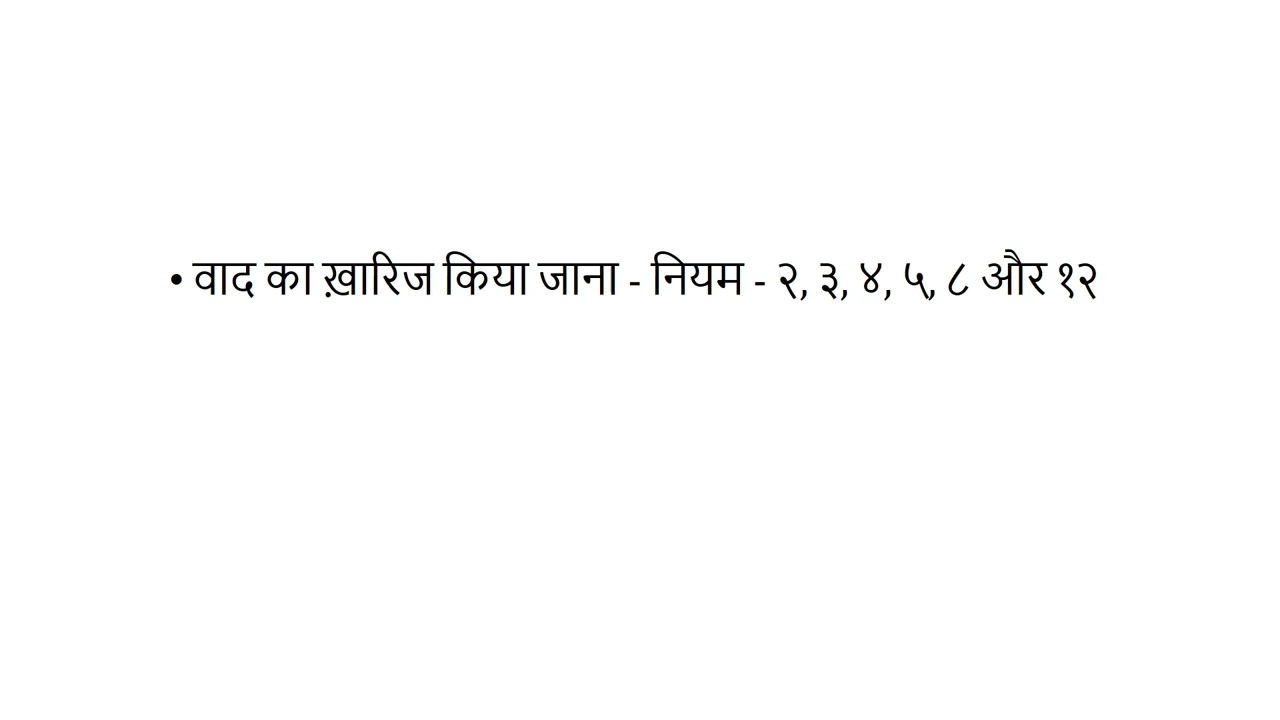 • वाद का ख़ारिज किया जाना - नियम - २, ३, ४, ५, ८ और १२